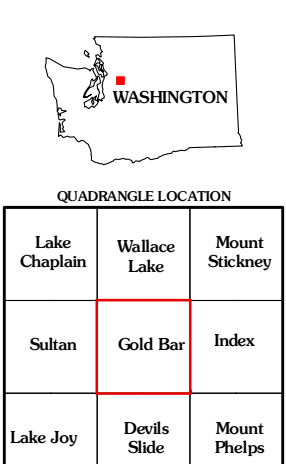 WASHINGTON
QUADRANGLE LOCATION
Lake
Chaplain
Wallace
Lake
Mount
Stickney
Sultan
Gold Bar
Index
Lake Joy
Devils
Slide
Mount
Phelps